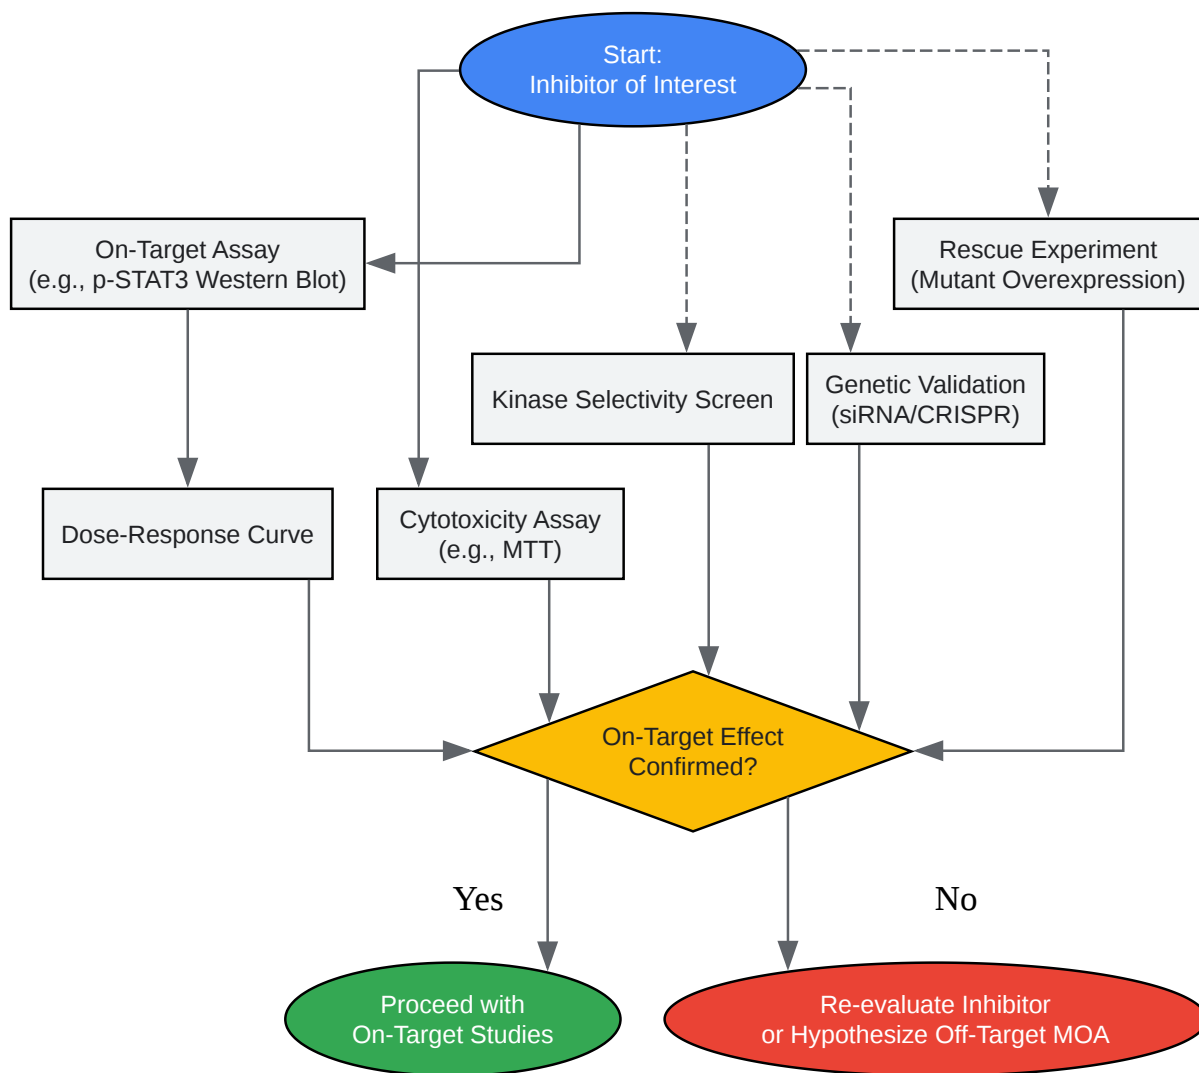 Start:
Inhibitor of Interest
On-Target Assay
(e.g., p-STAT3 Western Blot)
Rescue Experiment
(Mutant Overexpression)
Kinase Selectivity Screen
Genetic Validation
(siRNA/CRISPR)
Dose-Response Curve
Cytotoxicity Assay
(e.g., MTT)
On-Target Effect
Confirmed?
Yes
No
Proceed with
On-Target Studies
Re-evaluate Inhibitor
or Hypothesize Off-Target MOA